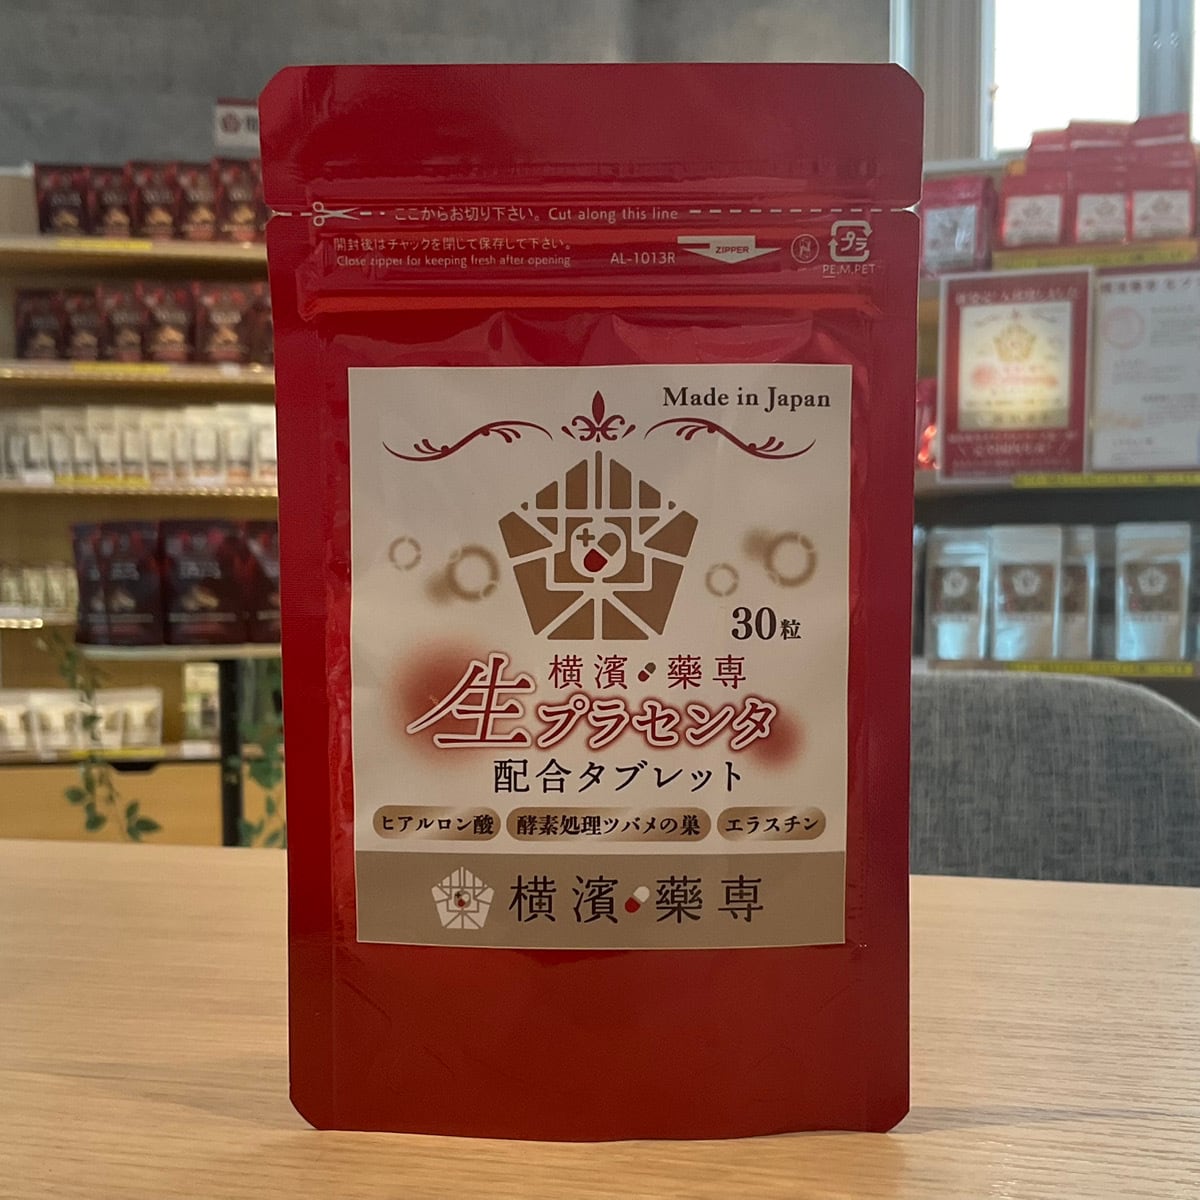 ここからお切り下さい。Cut along this line
開封後はチャックを閉じて保存して下さい。
Close zipper for keeping fresh after opening
AL-1013R
ZIPPER
プラ
PE.M.PET
Made in Japan
30粒
横濱藥専
生プラセンタ
配合タブレット
ヒアルロン酸 酵素処理ツバメの巣 エラスチン
横濱藥専